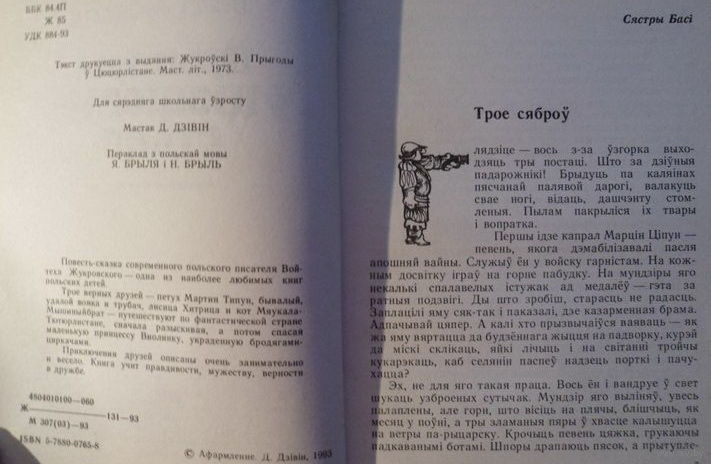 ББК 84.4П
Ж 85
УДК 884-93
Тэкст друкуецца з выдання: Жукроўскі В. Прыгоды
ў Цюцюрлістане. Маст. літ., 1973.
Для сярэдняга школьнага ўзросту
Мастак Д. ДЗІВІН
Пераклад з польскай мовы
Я. БРЫЛЯ і Н. БРЫЛЬ
Повесть-сказка современного польского писателя Вой-
теха Жукровского — одна из наиболее любимых книг
польских детей.
Трое верных друзей — петух Мартин Типун, бывалый,
удалой вояка и трубач, лисица Хитрица и кот Мяукала-
Мышиныйбрат — путешествуют по фантастической стране
Тютюрлистане, сначала разыскивая, а потом спасая
маленькую принцессу Виолинку, украденную бродягами-
циркачами.
Приключения друзей описаны очень занимательно
и весело. Книга учит правдивости, мужеству, верности
в дружбе.
4804010100—060
Ж———131—93
М 307(03)—93
ISBN 5-7880-0765-8
© Афармленне. Д. Дзівін, 1993
Сястры Басі
Трое сяброў
лядзіце — вось з-за ўзгорка выхо-
дзяць тры постаці. Што за дзіўныя
падарожнікі! Брыдуць па каляінах
пясчанай палявой дарогі, валакуць
свае ногі, відаць, дашчэнту стом-
леныя. Пылам пакрыліся іх твары
і вопратка.
Першы ідзе капрал Марцін Ціпун —
певень, якога дэмабілізавалі пасля
апошняй вайны. Служыў ён у войску гарністам. На кож-
ным досвітку іграў на горне пабудку. На мундзіры яго
некалькі спалавелых істужак ад медалёў — гэта за
ратныя подзвігі. Ды што зробіш, старасць не радасць.
Заплацілі яму сяк-так і паказалі, дзе казарменная брама.
Адпачывай цяпер. А калі хто прызвычаіўся ваяваць — як
жа яму вяртацца да будзённага жыцця на падворку, курэй
да міскі склікаць, яйкі лічыць і на світанні тройчы
кукарэкаць, каб селянін паспеў надзець порткі і пачу-
хацца?
Эх, не для яго такая праца. Вось ён і вандруе ў свет
шукаць узброеных сутычак. Мундзір яго выліняў, увесь
палаплены, але горн, што вісіць на плячы, блішчыць, як
месяц у поўні, а тры зламаныя пяры ў хвасце калышуцца
на ветры па-рыцарску. Крочыць певень цяжка, грукаючы
падкаванымі ботамі. Шпоры драпаюць пясок, а прытупле-